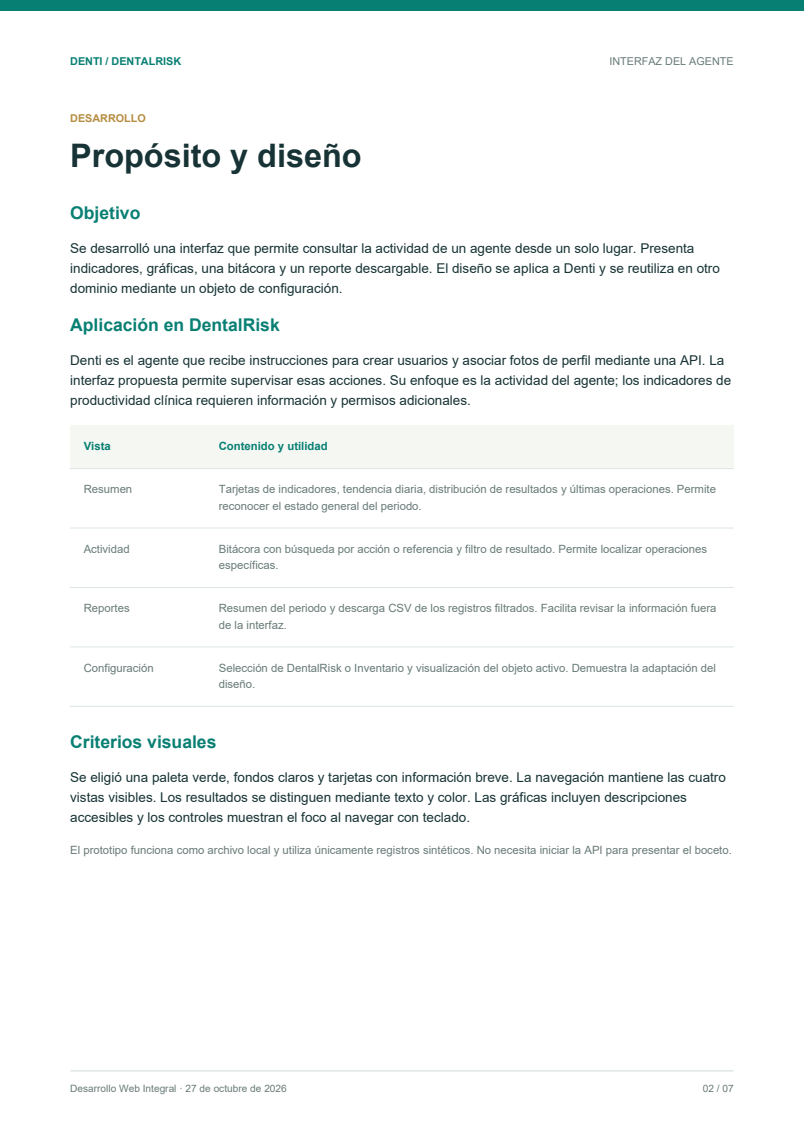 DENTI / DENTALRISK
INTERFAZ DEL AGENTE
DESARROLLO
Propósito y diseño
Objetivo
Se desarrolló una interfaz que permite consultar la actividad de un agente desde un solo lugar. Presenta
indicadores, gráficas, una bitácora y un reporte descargable. El diseño se aplica a Denti y se reutiliza en otro
dominio mediante un objeto de configuración.
Aplicación en DentalRisk
Denti es el agente que recibe instrucciones para crear usuarios y asociar fotos de perfil mediante una API. La
interfaz propuesta permite supervisar esas acciones. Su enfoque es la actividad del agente; los indicadores de
productividad clínica requieren información y permisos adicionales.
Vista
Contenido y utilidad
Resumen
Tarjetas de indicadores, tendencia diaria, distribución de resultados y últimas operaciones. Permite
reconocer el estado general del periodo.
Actividad
Bitácora con búsqueda por acción o referencia y filtro de resultado. Permite localizar operaciones
específicas.
Reportes
Resumen del periodo y descarga CSV de los registros filtrados. Facilita revisar la información fuera
de la interfaz.
Configuración
Selección de DentalRisk o Inventario y visualización del objeto activo. Demuestra la adaptación del
diseño.
Criterios visuales
Se eligió una paleta verde, fondos claros y tarjetas con información breve. La navegación mantiene las cuatro
vistas visibles. Los resultados se distinguen mediante texto y color. Las gráficas incluyen descripciones
accesibles y los controles muestran el foco al navegar con teclado.
El prototipo funciona como archivo local y utiliza únicamente registros sintéticos. No necesita iniciar la API para presentar el boceto.
Desarrollo Web Integral · 27 de octubre de 2026
02 / 07